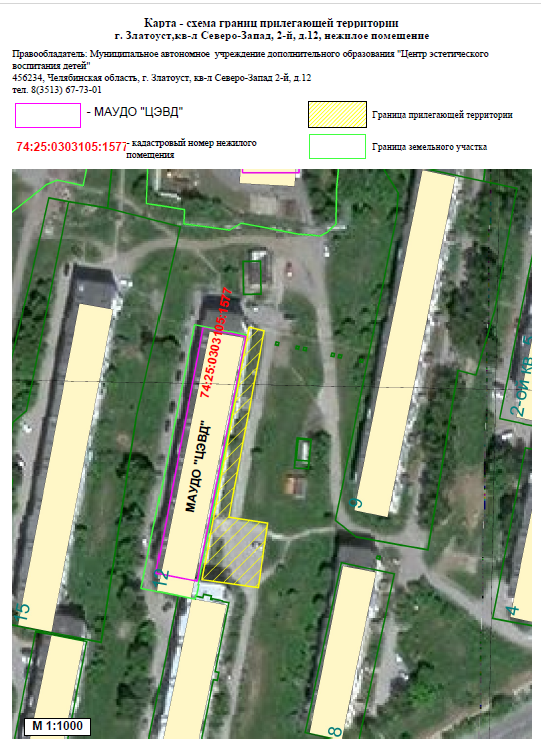 Карта - схема границ прилегающей территории
г. Златоуст,кв-л Северо-Запад, 2-й, д.12, нежилое помещение
Правообладатель: Муниципальное автономное учреждение дополнительного образования "Центр эстетического
воспитания детей"
456234, Челябинская область, г. Златоуст, кв-л Северо-Запад 2-й, д.12
тел. 8(3513) 67-73-01
- МАУДО "ЦЭВД"
Граница прилегающей территории
74:25:0303105:1577- кадастровый номер нежилого
помещения
Граница земельного участка
74:25:0303105:1577
МАУДО "ЦЭВД"
2-ой кв
9
12
15
4
8
М 1:1000